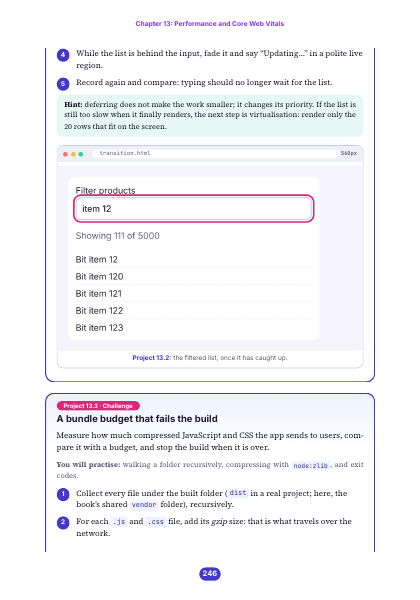 Chapter 13: Performance and Core Web Vitals
4 While the list is behind the input, fade it and say “Updating…” in a polite live
region.
5 Record again and compare: typing should no longer wait for the list.
Hint: deferring does not make the work smaller; it changes its priority. If the list is
still too slow when it finally renders, the next step is virtualisation: render only the
20 rows that fit on the screen.
transition.html 560px
Filter products
item 12
Showing 111 of 5000
Bit item 12
Bit item 120
Bit item 121
Bit item 122
Bit item 123
Project 13.2: the filtered list, once it has caught up.
Project 13.3 · Challenge
A bundle budget that fails the build
Measure how much compressed JavaScript and CSS the app sends to users, com-
pare it with a budget, and stop the build when it is over.
You will practise: walking a folder recursively, compressing with node:zlib, and exit
codes.
1 Collect every file under the built folder (dist in a real project; here, the
book’s shared vendor folder), recursively.
2 For each .js and .css file, add its gzip size: that is what travels over the
network.
246